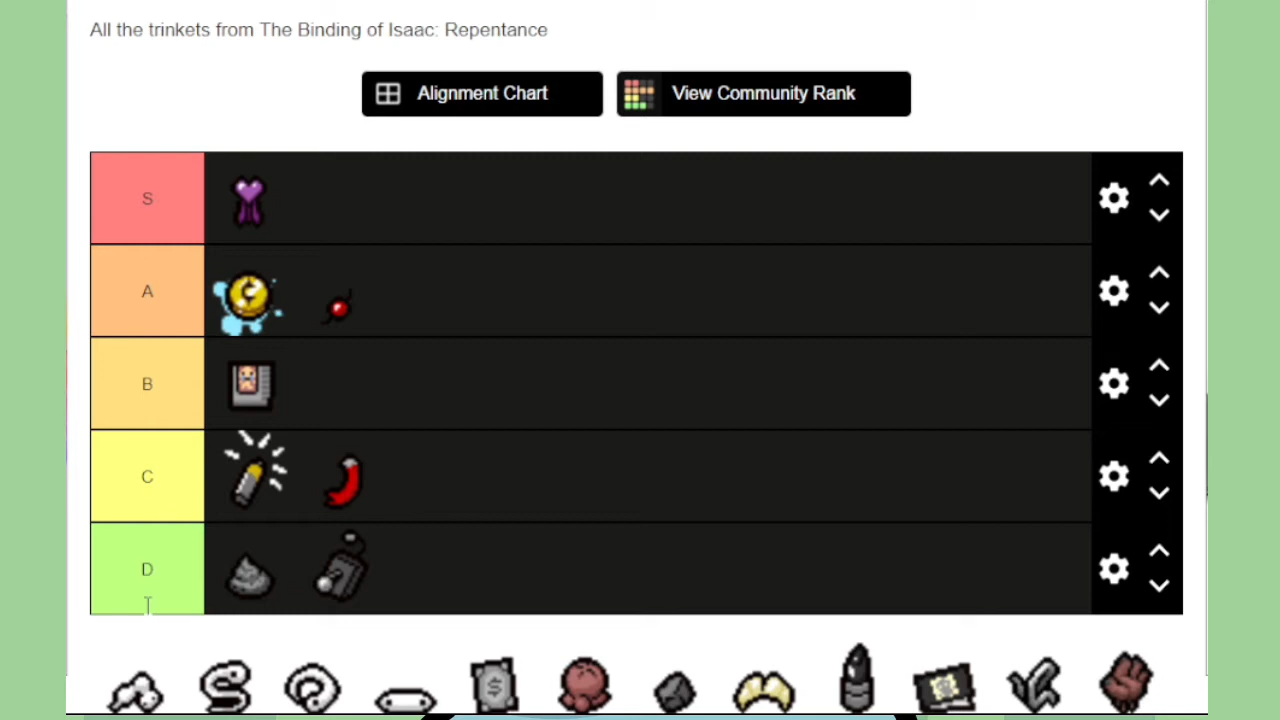 All the trinkets from The Binding of Isaac: Repentance
Alignment Chart
View Community Rank
S
A
B
C
D